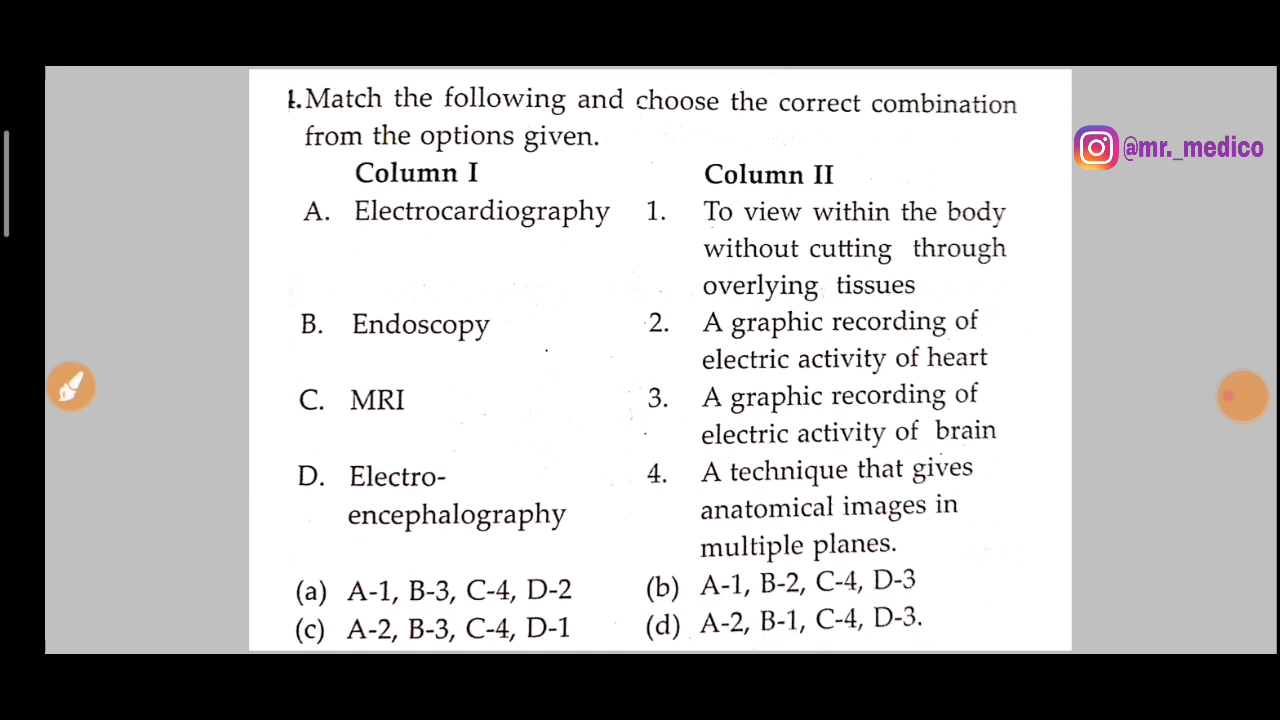 1. Match the following and choose the correct combination
from the options given.
Column I Column II
A. Electrocardiography 1. To view within the body
without cutting through
overlying tissues
B. Endoscopy 2. A graphic recording of
electric activity of heart
C. MRI 3. A graphic recording of
electric activity of brain
D. Electro- 4. A technique that gives
encephalography anatomical images in
multiple planes.
(a) A-1, B-3, C-4, D-2 (b) A-1, B-2, C-4, D-3
(c) A-2, B-3, C-4, D-1 (d) A-2, B-1, C-4, D-3.
@mr._medico